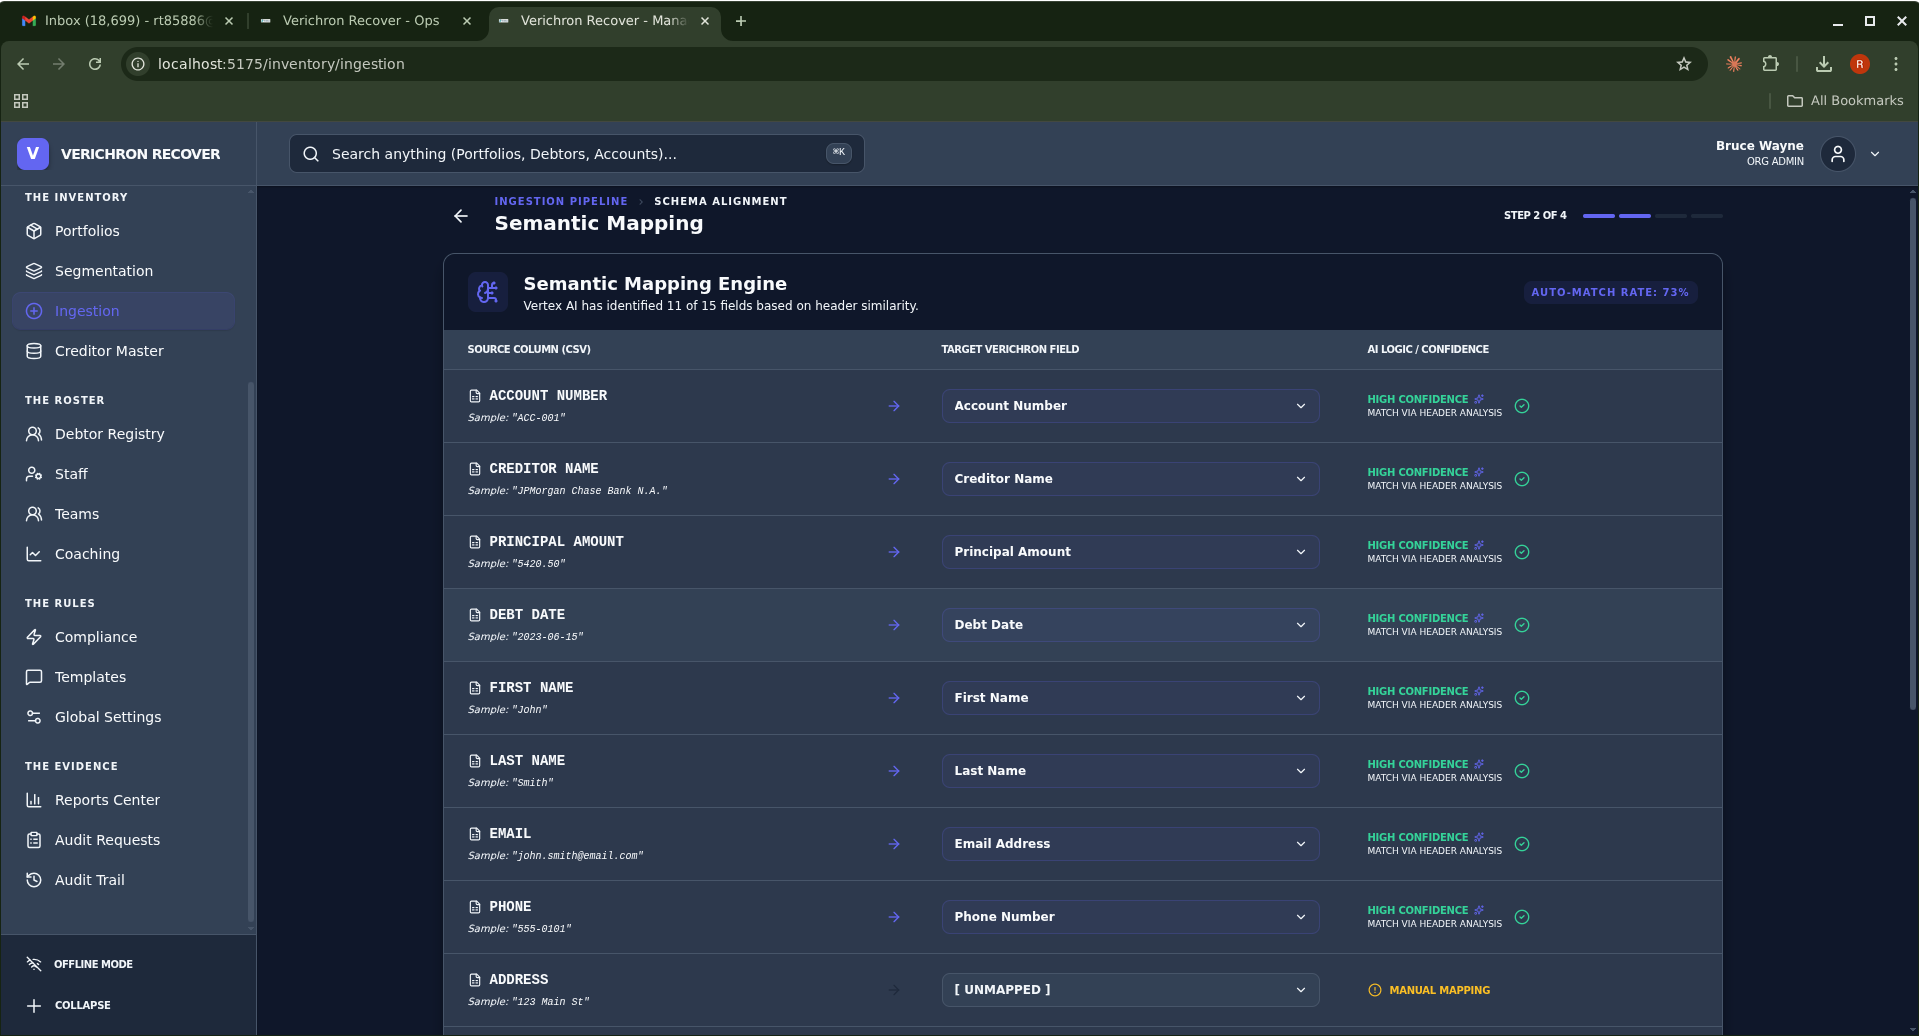 Inbox (18,699) - rt85886@
Verichron Recover - Ops
Verichron Recover - Mana
localhost:5175/inventory/ingestion
R
All Bookmarks
V VERICHRON RECOVER
Search anything (Portfolios, Debtors, Accounts)... ⌘K
Bruce Wayne
ORG ADMIN
THE INVENTORY
Portfolios
Segmentation
Ingestion
Creditor Master
THE ROSTER
Debtor Registry
Staff
Teams
Coaching
THE RULES
Compliance
Templates
Global Settings
THE EVIDENCE
Reports Center
Audit Requests
Audit Trail
OFFLINE MODE
COLLAPSE
INGESTION PIPELINE › SCHEMA ALIGNMENT
Semantic Mapping
STEP 2 OF 4
Semantic Mapping Engine
Vertex AI has identified 11 of 15 fields based on header similarity.
AUTO-MATCH RATE: 73%
SOURCE COLUMN (CSV) TARGET VERICHRON FIELD AI LOGIC / CONFIDENCE
ACCOUNT NUMBER
Sample: "ACC-001"
Account Number
HIGH CONFIDENCE
MATCH VIA HEADER ANALYSIS
CREDITOR NAME
Sample: "JPMorgan Chase Bank N.A."
Creditor Name
HIGH CONFIDENCE
MATCH VIA HEADER ANALYSIS
PRINCIPAL AMOUNT
Sample: "5420.50"
Principal Amount
HIGH CONFIDENCE
MATCH VIA HEADER ANALYSIS
DEBT DATE
Sample: "2023-06-15"
Debt Date
HIGH CONFIDENCE
MATCH VIA HEADER ANALYSIS
FIRST NAME
Sample: "John"
First Name
HIGH CONFIDENCE
MATCH VIA HEADER ANALYSIS
LAST NAME
Sample: "Smith"
Last Name
HIGH CONFIDENCE
MATCH VIA HEADER ANALYSIS
EMAIL
Sample: "john.smith@email.com"
Email Address
HIGH CONFIDENCE
MATCH VIA HEADER ANALYSIS
PHONE
Sample: "555-0101"
Phone Number
HIGH CONFIDENCE
MATCH VIA HEADER ANALYSIS
ADDRESS
Sample: "123 Main St"
[ UNMAPPED ]
MANUAL MAPPING